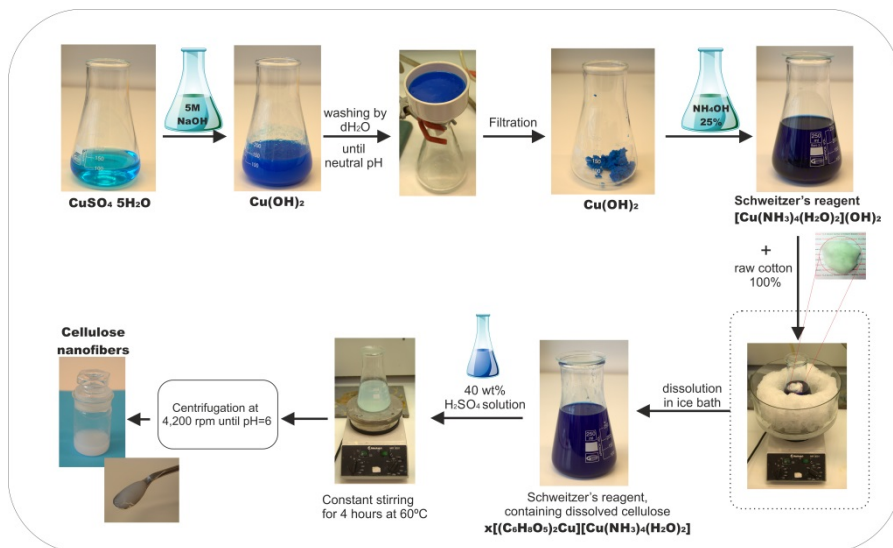 5M
NaOH
washing by
dH₂O
until
neutral pH
Filtration
NH₄OH
25%
CuSO₄ 5H₂O
Cu(OH)₂
Cu(OH)₂
Schweitzer's reagent
[Cu(NH₃)₄(H₂O)₂](OH)₂
+
raw cotton
100%
dissolution
in ice bath
Schweitzer's reagent,
containing dissolved cellulose
x[(C₆H₈O₅)₂Cu][Cu(NH₃)₄(H₂O)₂]
40 wt%
H₂SO₄ solution
Constant stirring
for 4 hours at 60ºC
Centrifugation at
4,200 rpm until pH=6
Cellulose
nanofibers